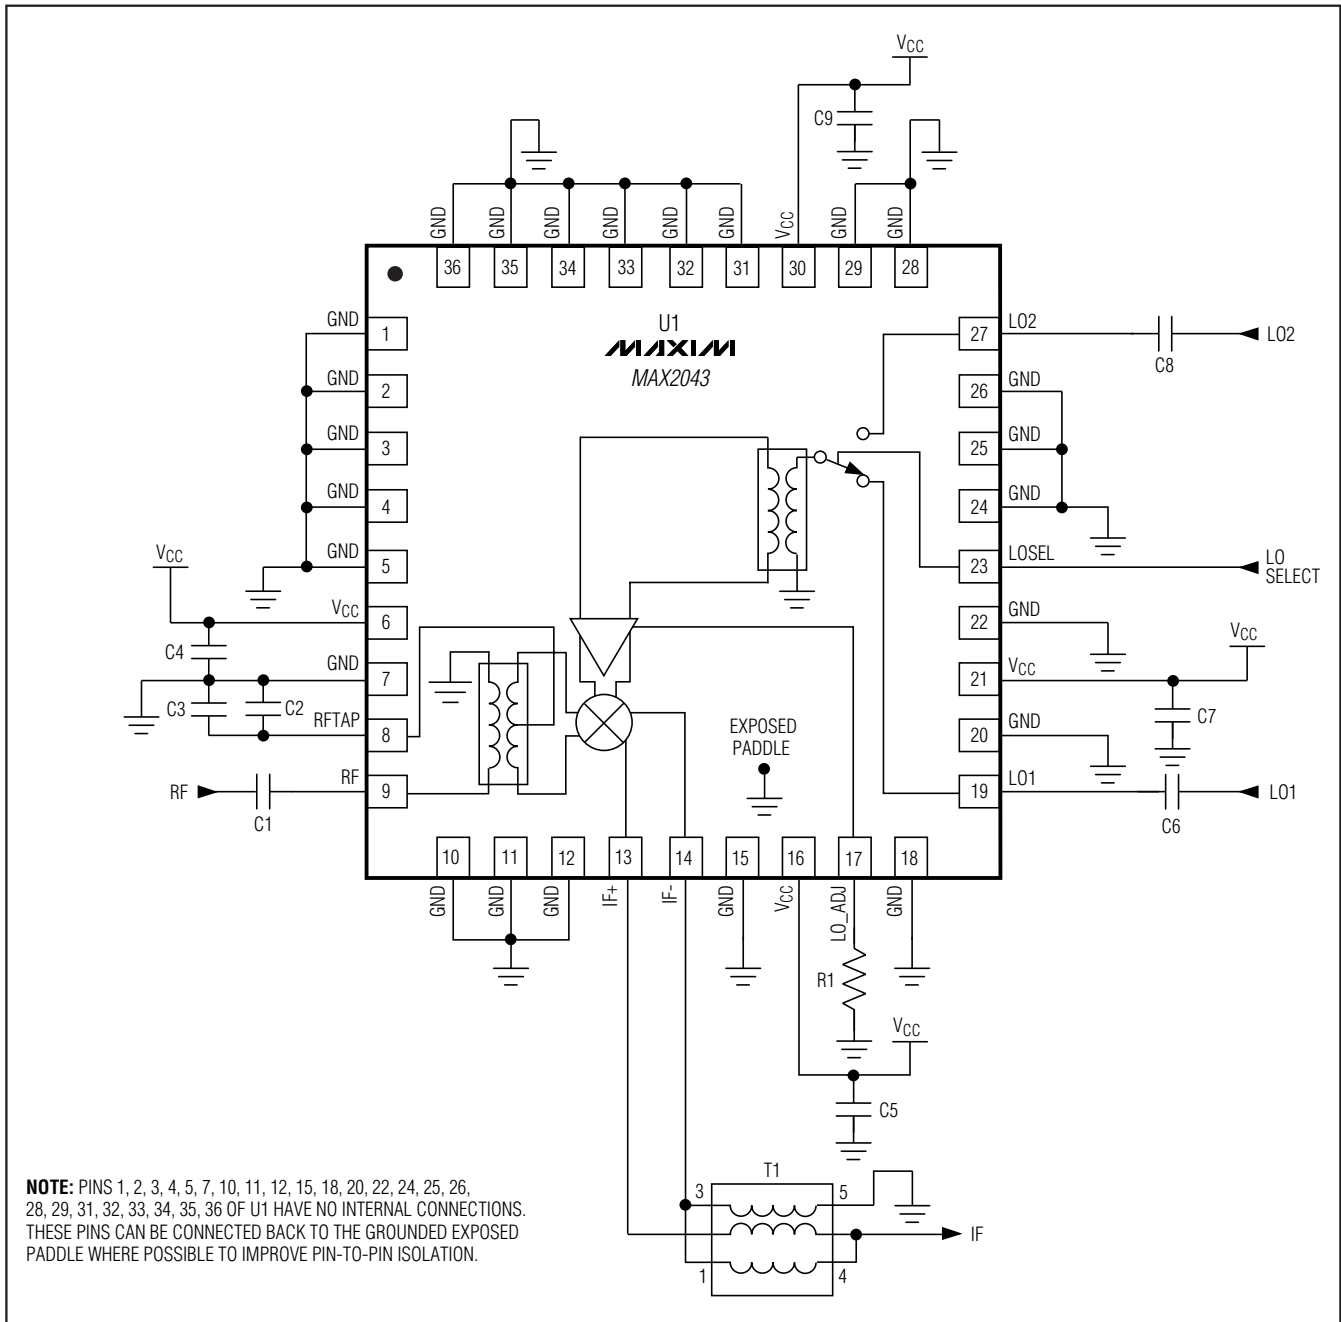 VCC
C9
GND
GND
GND
GND
GND
GND
VCC
GND
GND
36
35
34
33
32
31
30
29
28
U1
MAXIM
MAX2043
GND
1
GND
2
GND
3
GND
4
GND
5
VCC
VCC
6
C4
GND
7
C3
C2
RFTAP
8
RF
RF
9
C1
27
LO2
C8
LO2
26
GND
25
GND
24
GND
23
LOSEL
LO
SELECT
22
GND
VCC
21
VCC
C7
20
GND
19
LO1
C6
LO1
EXPOSED
PADDLE
10
11
12
13
14
15
16
17
18
GND
GND
GND
IF+
IF-
GND
VCC
LO_ADJ
GND
R1
VCC
C5
T1
3
5
IF
1
4
NOTE: PINS 1, 2, 3, 4, 5, 7, 10, 11, 12, 15, 18, 20, 22, 24, 25, 26,
28, 29, 31, 32, 33, 34, 35, 36 OF U1 HAVE NO INTERNAL CONNECTIONS.
THESE PINS CAN BE CONNECTED BACK TO THE GROUNDED EXPOSED
PADDLE WHERE POSSIBLE TO IMPROVE PIN-TO-PIN ISOLATION.